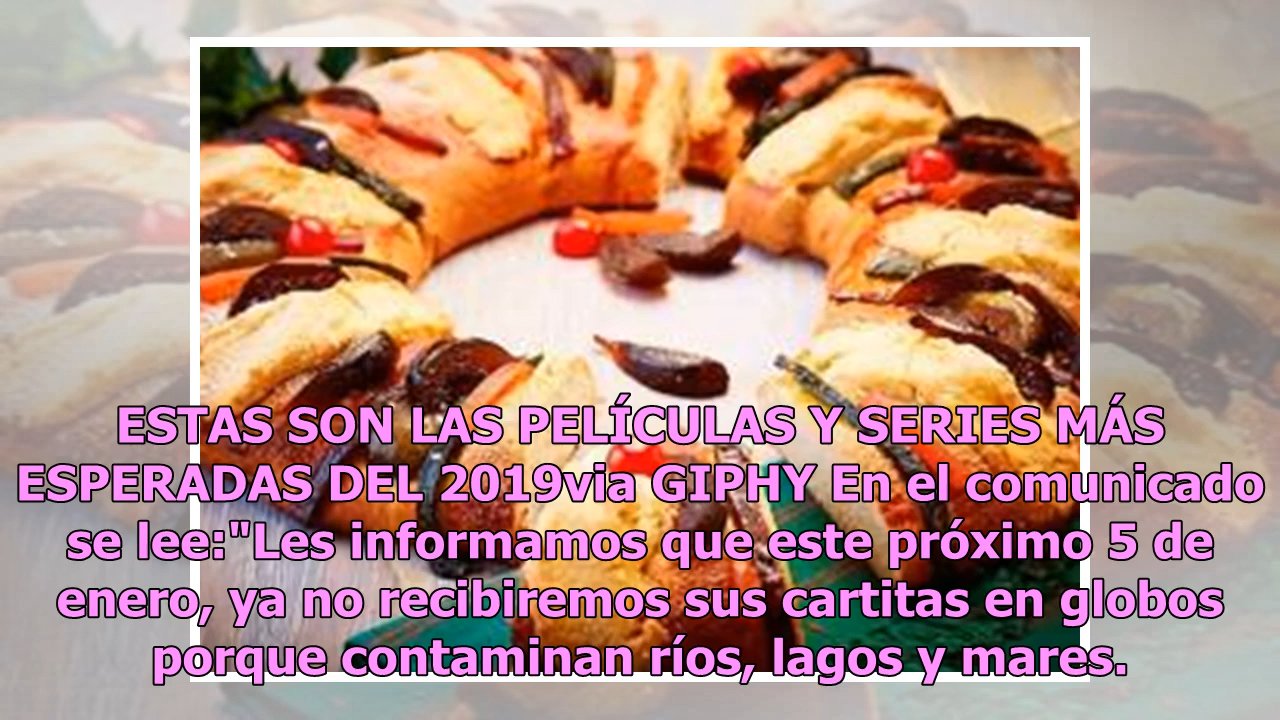 ESTAS SON LAS PELÍCULAS Y SERIES MÁS
ESPERADAS DEL 2019via GIPHY En el comunicado
se lee:"Les informamos que este próximo 5 de
enero, ya no recibiremos sus cartitas en globos
porque contaminan ríos, lagos y mares.